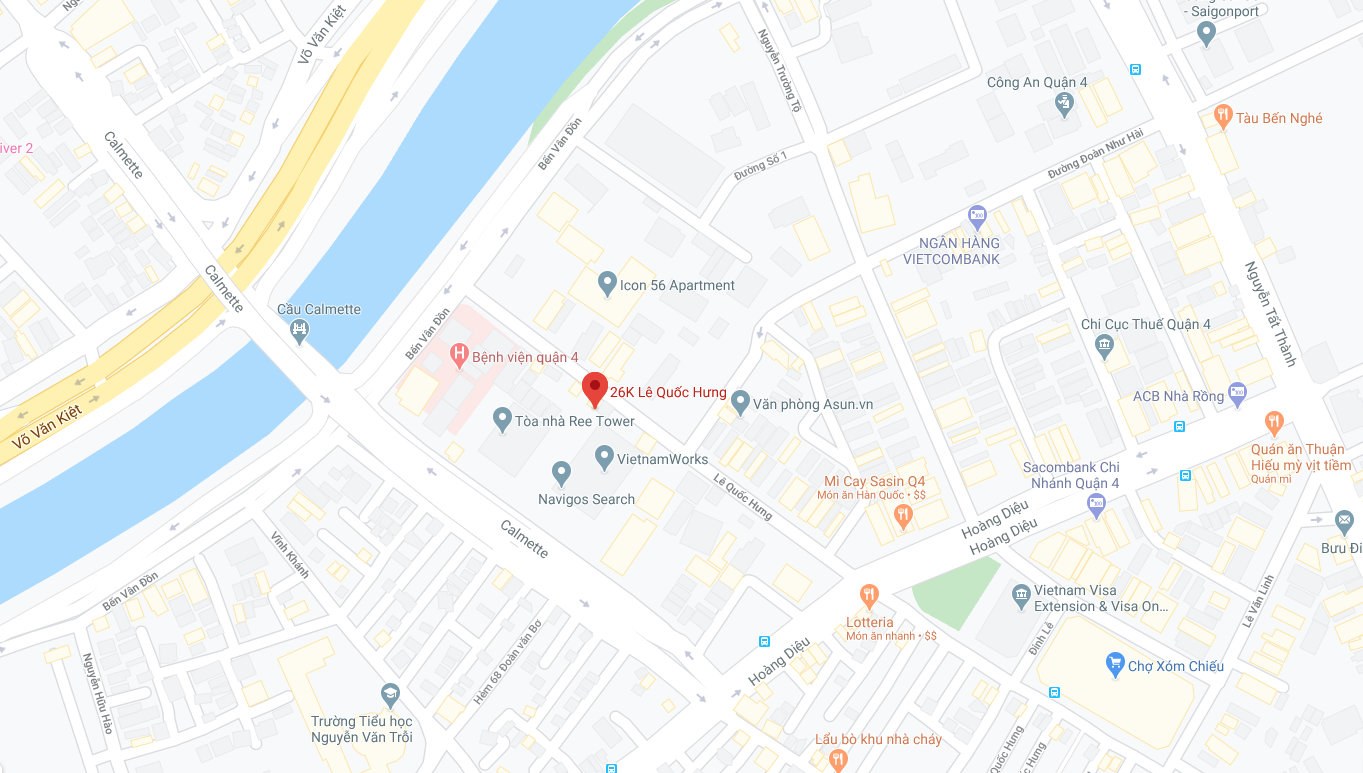 - Saigonport
Võ Văn Kiệt
Nguyễn Trường Tộ
Công An Quận 4
Tàu Bến Nghé
Calmette
iver 2
Bến Vân Đồn
Đường Số 1
Đường Đoàn Như Hài
NGÂN HÀNG
VIETCOMBANK
Calmette
Icon 56 Apartment
Cầu Calmette
Nguyễn Tất Thành
Bến Vân Đồn
Chi Cục Thuế Quận 4
Bệnh viện quận 4
26K Lê Quốc Hưng
ACB Nhà Rồng
Văn phòng Asun.vn
Võ Văn Kiệt
Tòa nhà Ree Tower
Quán ăn Thuận
Hiếu mỳ vịt tiềm
Quán mì
VietnamWorks
Sacombank Chi
Nhánh Quận 4
Mì Cay Sasin Q4
Món ăn Hàn Quốc • $$
Navigos Search
Lê Quốc Hưng
Hoàng Diệu
Hoàng Diệu
Calmette
Vĩnh Khánh
Bưu Đi
Bến Vân Đồn
Vietnam Visa
Extension & Visa On...
Lê Văn Linh
Lotteria
Món ăn nhanh • $$
Đinh Lễ
Hoàng Diệu
Hẻm 68 Đoàn văn Bơ
Chợ Xóm Chiếu
Nguyễn Hữu Hào
Trường Tiểu học
Nguyễn Văn Trỗi
Lẩu bò khu nhà cháy
Quốc Hưng
Hưng